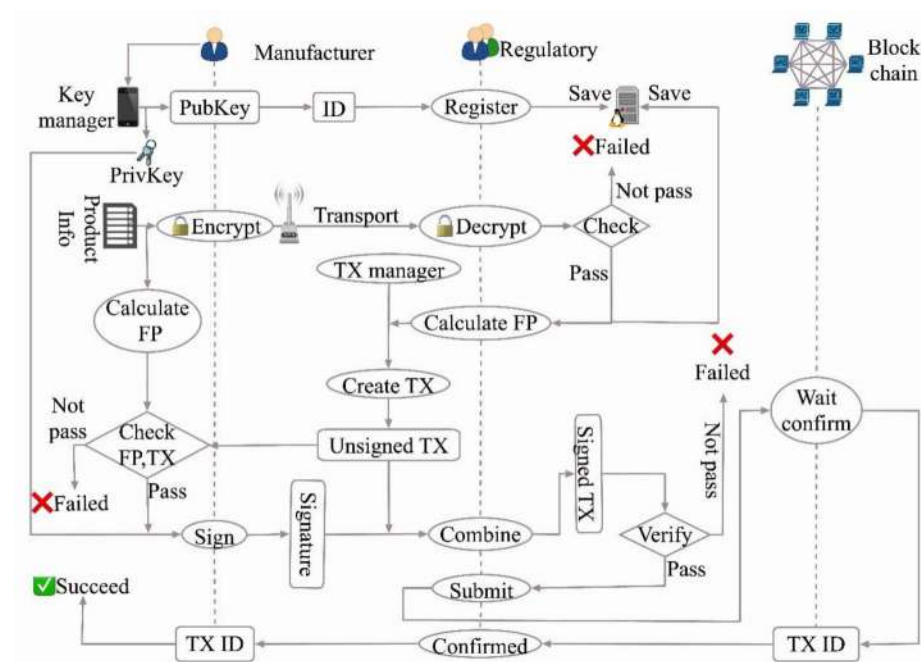 Manufacturer
Regulatory
Block
chain
Key
manager
PubKey
ID
Register
Save
Save
Failed
PrivKey
Not pass
Product
Info
Encrypt
Transport
Decrypt
Check
TX manager
Pass
Calculate
FP
Calculate FP
Failed
Create TX
Wait
confirm
Not
pass
Check
FP,TX
Unsigned TX
Signed TX
Not pass
Failed
Pass
Sign
Signature
Combine
Verify
Pass
Succeed
Submit
TX ID
Confirmed
TX ID